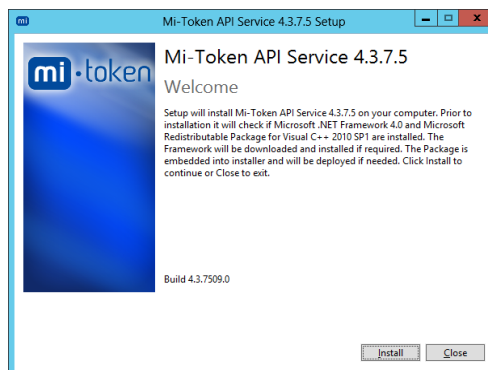 mi
Mi-Token API Service 4.3.7.5 Setup
mi·token
Mi-Token API Service 4.3.7.5
Welcome
Setup will install Mi-Token API Service 4.3.7.5 on your computer. Prior to
installation it will check if Microsoft .NET Framework 4.0 and Microsoft
Redistributable Package for Visual C++ 2010 SP1 are installed. The
Framework will be downloaded and installed if required. The Package is
embedded into installer and will be deployed if needed. Click Install to
continue or Close to exit.
Build 4.3.7509.0
Install
Close